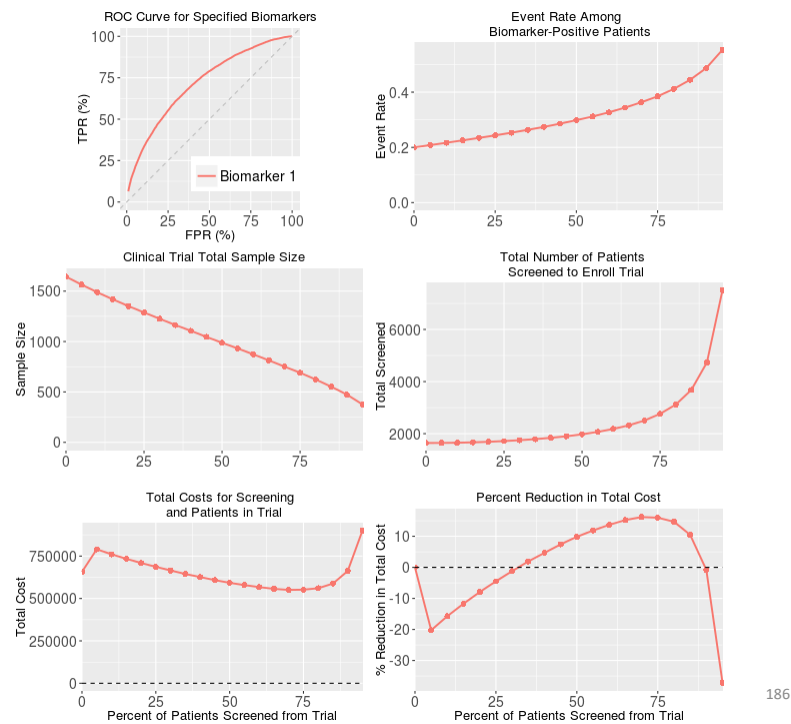 ROC Curve for Specified Biomarkers
100
75
50
25
0
TPR (%)
Biomarker 1
0 25 50 75 100
FPR (%)
Event Rate Among
Biomarker-Positive Patients
0.4
0.2
0.0
Event Rate
0 25 50 75
Clinical Trial Total Sample Size
1500
1000
500
0
Sample Size
0 25 50 75
Total Number of Patients
Screened to Enroll Trial
6000
4000
2000
Total Screened
0 25 50 75
Total Costs for Screening
and Patients in Trial
750000
500000
250000
0
Total Cost
0 25 50 75
Percent of Patients Screened from Trial
Percent Reduction in Total Cost
10
0
-10
-20
-30
% Reduction in Total Cost
0 25 50 75
Percent of Patients Screened from Trial
186